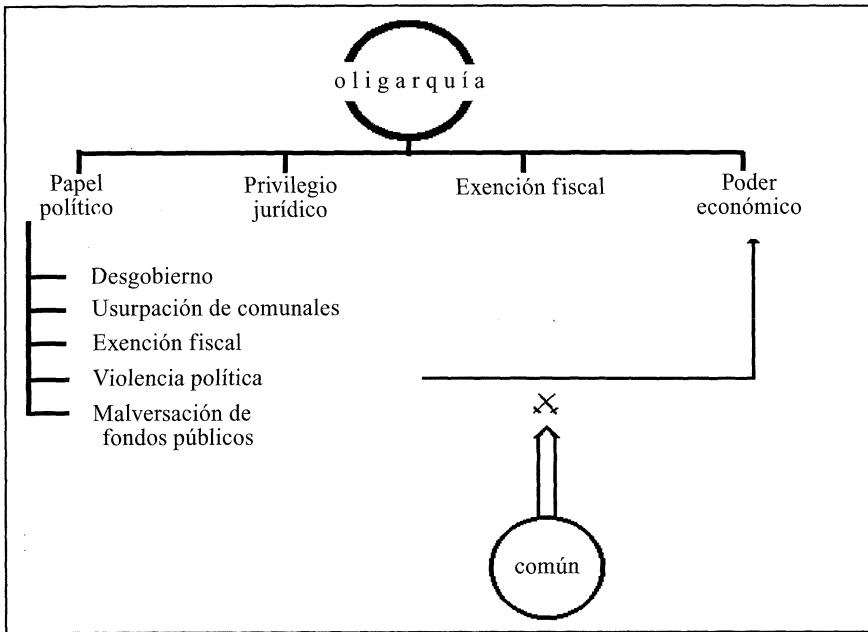 oligarquía
Papel
político
Privilegio
jurídico
Exención fiscal
Poder
económico
Desgobierno
Usurpación de comunales
Exención fiscal
Violencia política
Malversación de
fondos públicos
común